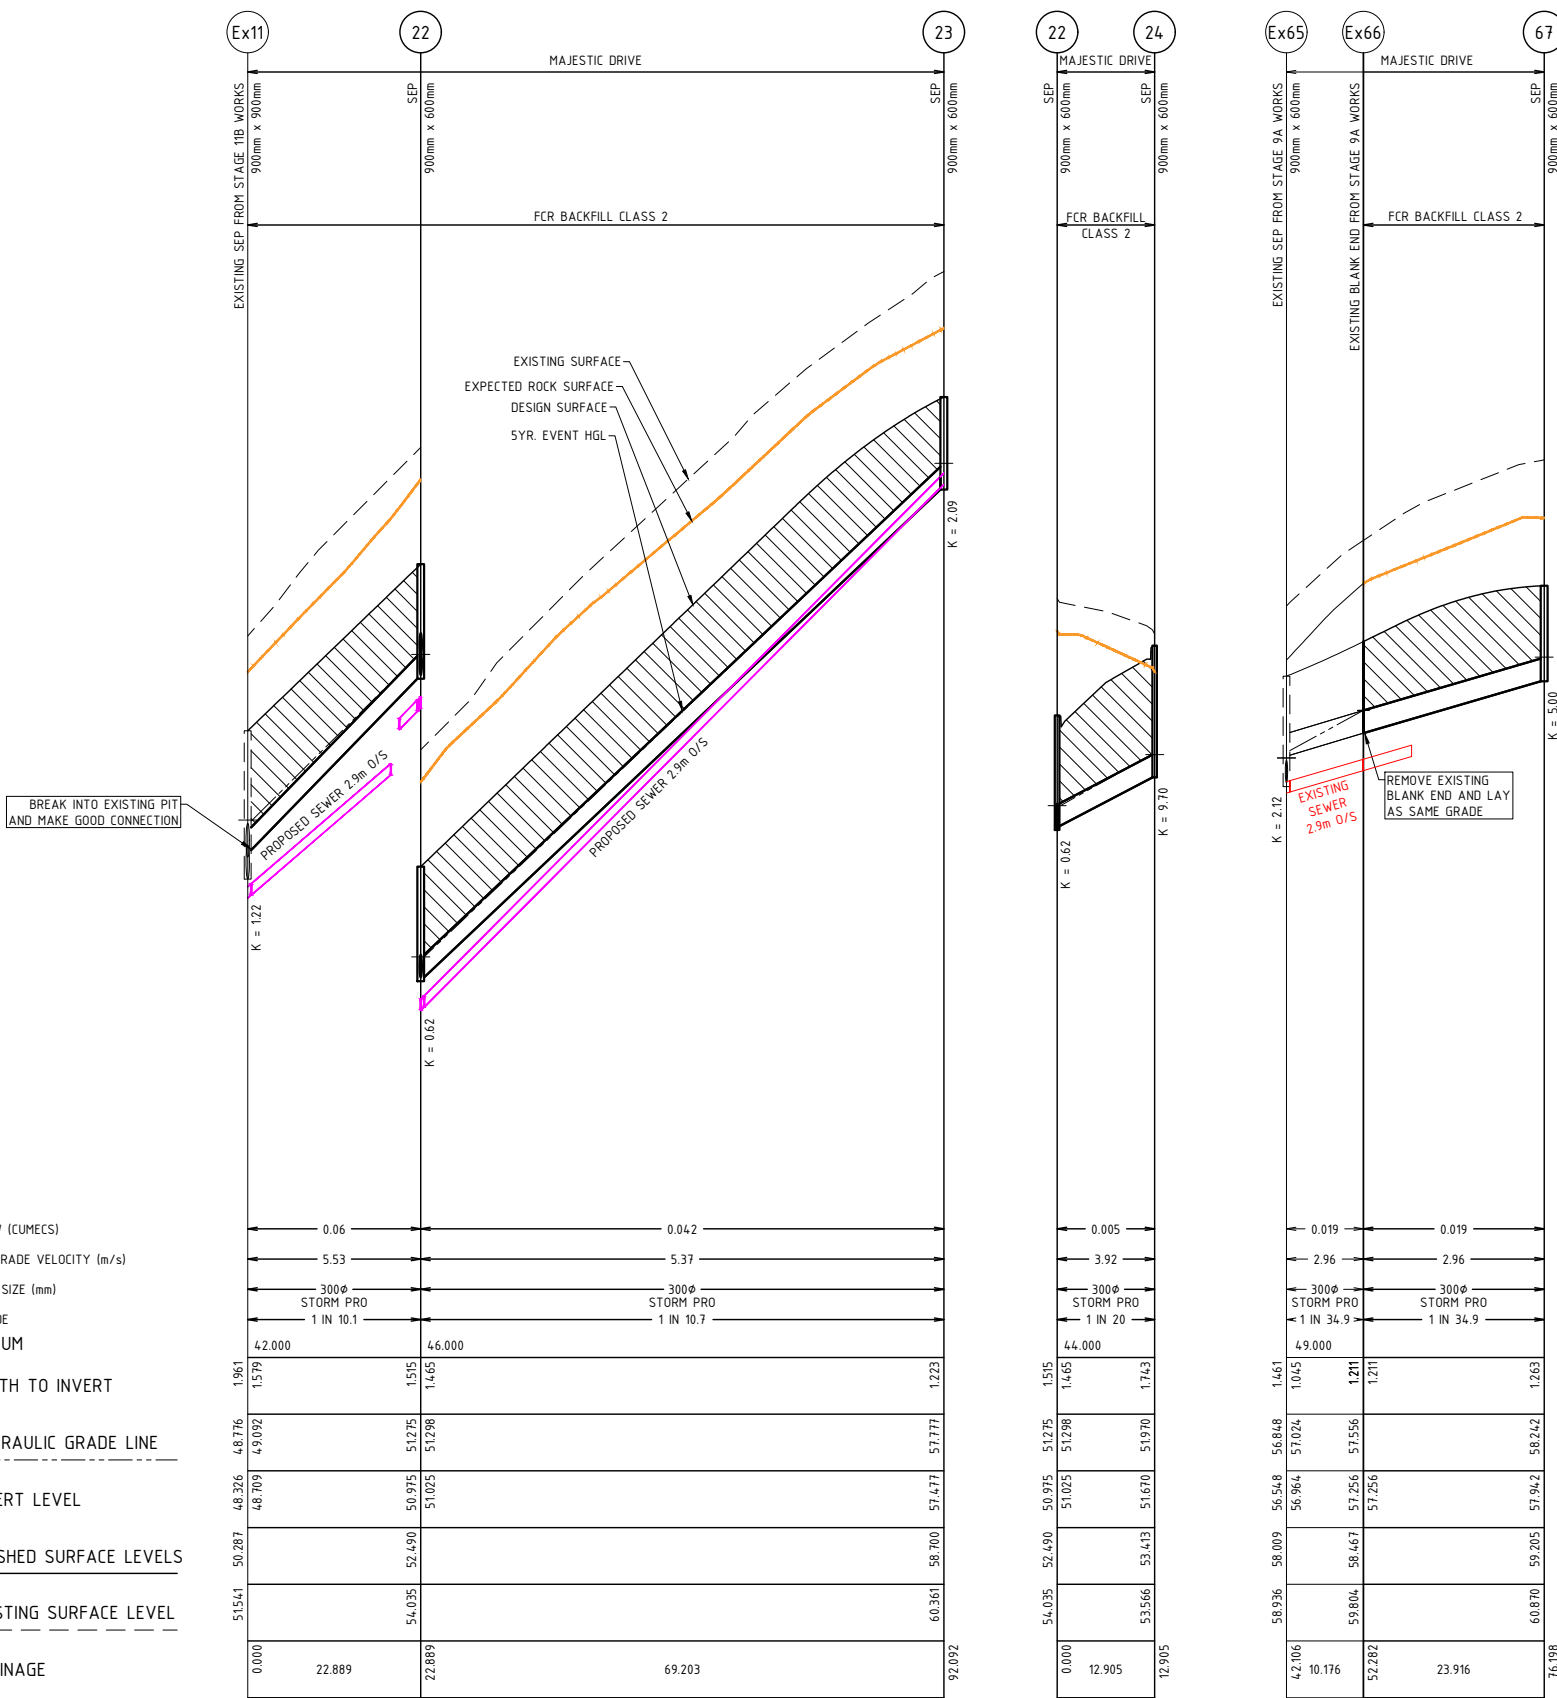 Ex11
22
23
22
24
Ex65
Ex66
67
MAJESTIC DRIVE
MAJESTIC DRIVE
MAJESTIC DRIVE
EXISTING SEP FROM STAGE 11B WORKS
900mm x 900mm
SEP
900mm x 600mm
SEP
900mm x 600mm
SEP
900mm x 600mm
SEP
900mm x 600mm
EXISTING SEP FROM STAGE 9A WORKS
900mm x 600mm
EXISTING BLANK END FROM STAGE 9A WORKS
SEP
900mm x 600mm
FCR BACKFILL CLASS 2
FCR BACKFILL
CLASS 2
FCR BACKFILL CLASS 2
EXISTING SURFACE
EXPECTED ROCK SURFACE
DESIGN SURFACE
5YR. EVENT HGL
BREAK INTO EXISTING PIT
AND MAKE GOOD CONNECTION
PROPOSED SEWER 2.9m O/S
PROPOSED SEWER 2.9m O/S
EXISTING
SEWER
2.9m O/S
REMOVE EXISTING
BLANK END AND LAY
AS SAME GRADE
K = 1.22
K = 0.62
K = 2.09
K = 0.62
K = 9.70
K = 2.12
K = 5.00
(CUMECS)
0.06
0.042
0.005
0.019
0.019
RADE VELOCITY (m/s)
5.53
5.37
3.92
2.96
2.96
SIZE (mm)
300ϕ
300ϕ
300ϕ
300ϕ
300ϕ
STORM PRO
STORM PRO
STORM PRO
STORM PRO
STORM PRO
DE
1 IN 10.1
1 IN 10.7
1 IN 20
1 IN 34.9
1 IN 34.9
UM
42.000
46.000
44.000
49.000
TH TO INVERT
1.961
1.579
1.515
1.465
1.223
1.515
1.465
1.743
1.461
1.045
1.211
1.211
1.263
RAULIC GRADE LINE
48.776
49.092
51.275
51.298
57.777
51.275
51.298
51.970
56.848
57.024
57.556
58.242
ERT LEVEL
48.326
48.709
50.975
51.025
57.477
50.975
51.025
51.670
56.548
56.964
57.256
57.256
57.942
SHED SURFACE LEVELS
50.287
52.490
58.700
52.490
53.413
58.009
58.467
59.205
STING SURFACE LEVEL
51.541
54.035
60.361
54.035
53.566
58.936
59.804
60.870
INAGE
0.000
22.889
22.889
69.203
92.092
0.000
12.905
12.905
42.106
10.176
52.282
23.916
76.198